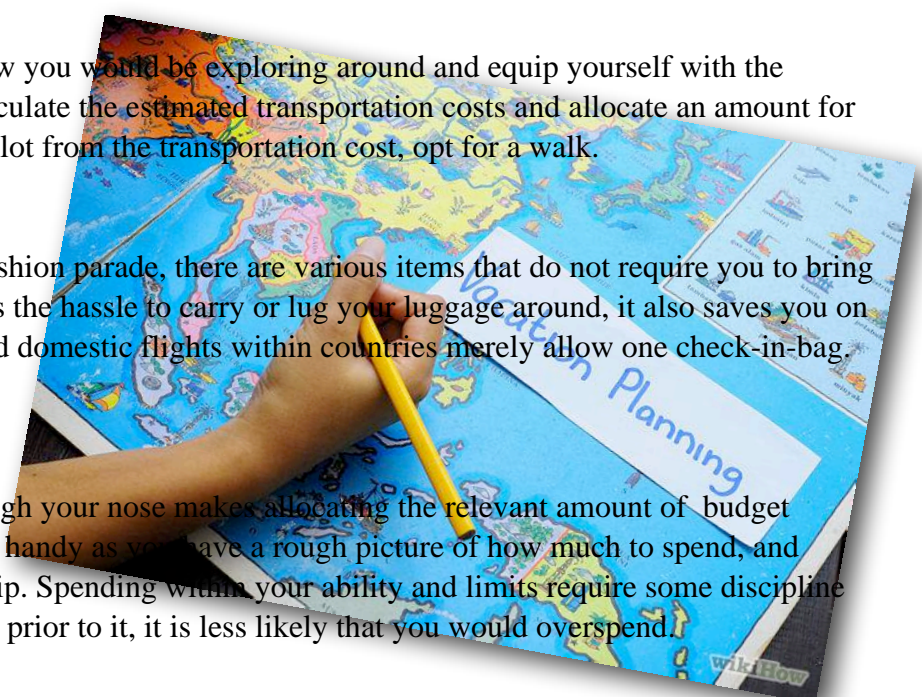 you would be exploring around and equip yourself with the
culate the estimated transportation costs and allocate an amount for
lot from the transportation cost, opt for a walk.
shion parade, there are various items that do not require you to bring
s the hassle to carry or lug your luggage around, it also saves you on
d domestic flights within countries merely allow one check-in-bag.
Vacation Planning
gh your nose makes allocating the relevant amount of budget
handy as you have a rough picture of how much to spend, and
ip. Spending within your ability and limits require some discipline
prior to it, it is less likely that you would overspend.
wikiHow